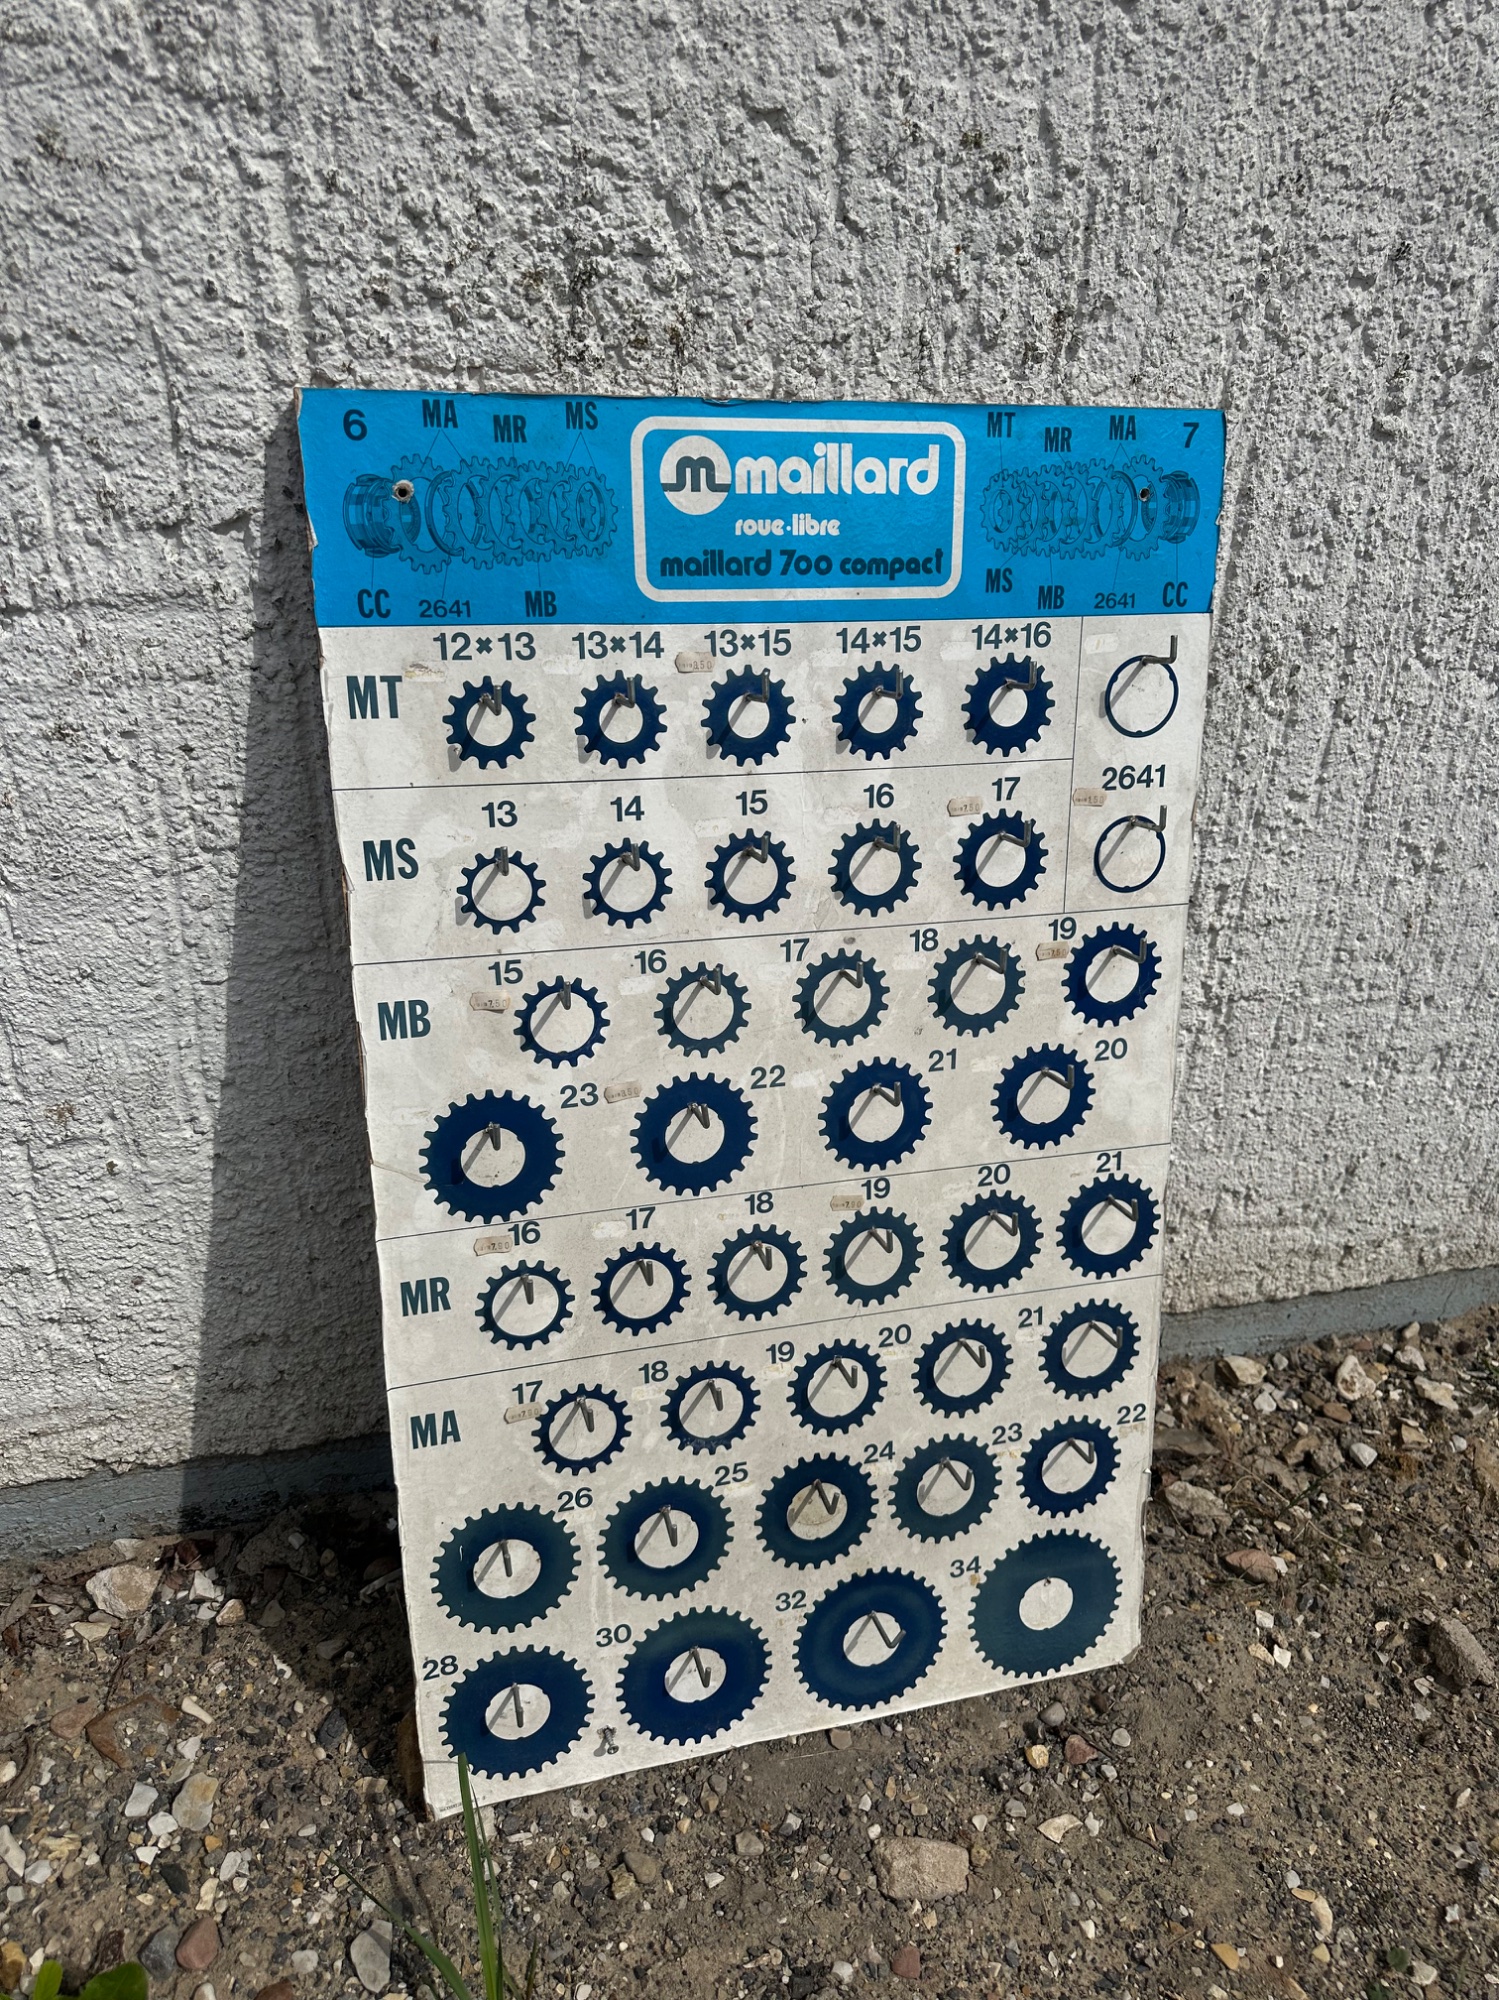 6 MA MR MS
CC 2641 MB
maillard
roue·libre
maillard 700 compact
MT MR MA 7
MS MB 2641 CC
MT 12×13 13×14 13×15 14×15 14×16
MS 13 14 15 16 17
2641
MB 15 16 17 18 19
23 22 21 20
MR 16 17 18 19 20 21
MA 17 18 19 20 21
26 25 24 23 22
28 30 32 34